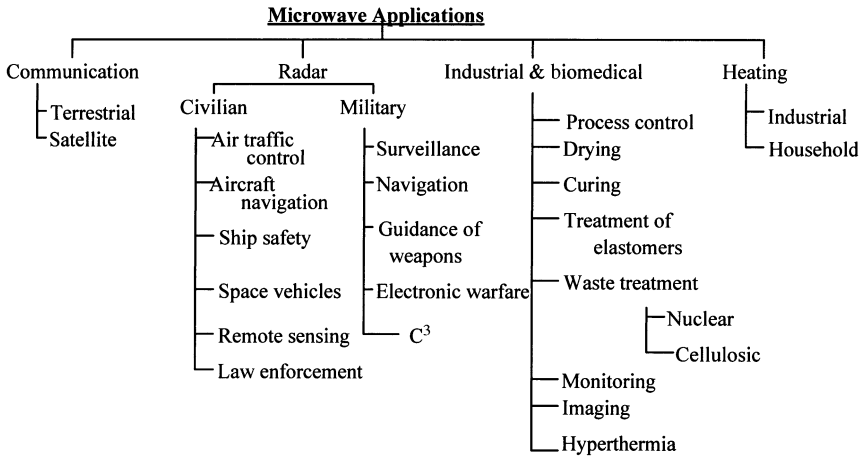 Microwave Applications
Communication
Terrestrial
Satellite
Radar
Civilian
Air traffic
control
Aircraft
navigation
Ship safety
Space vehicles
Remote sensing
Law enforcement
Military
Surveillance
Navigation
Guidance of
weapons
Electronic warfare
C³
Industrial & biomedical
Process control
Drying
Curing
Treatment of
elastomers
Waste treatment
Nuclear
Cellulosic
Monitoring
Imaging
Hyperthermia
Heating
Industrial
Household